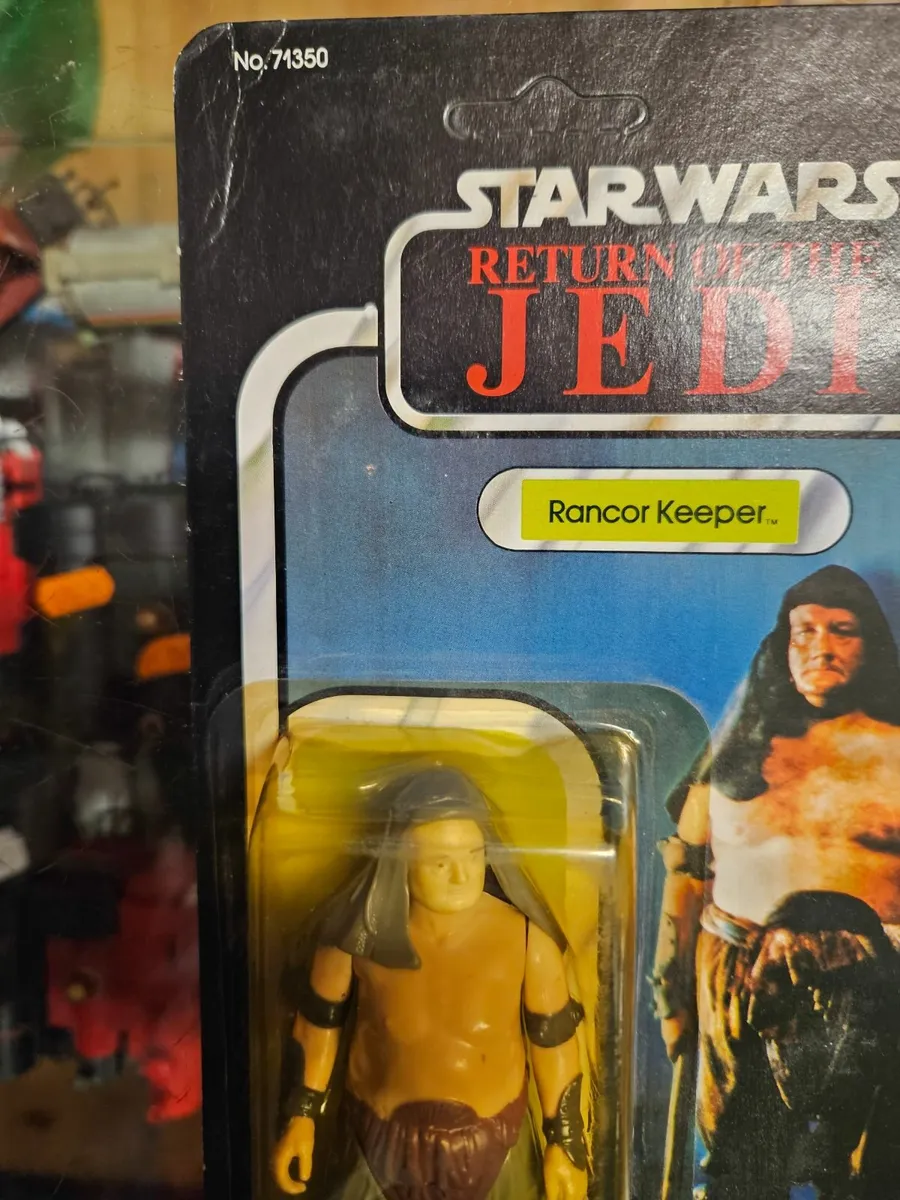 No. 71350
STAR WARS
RETURN OF THE
JEDI
Rancor Keeper™